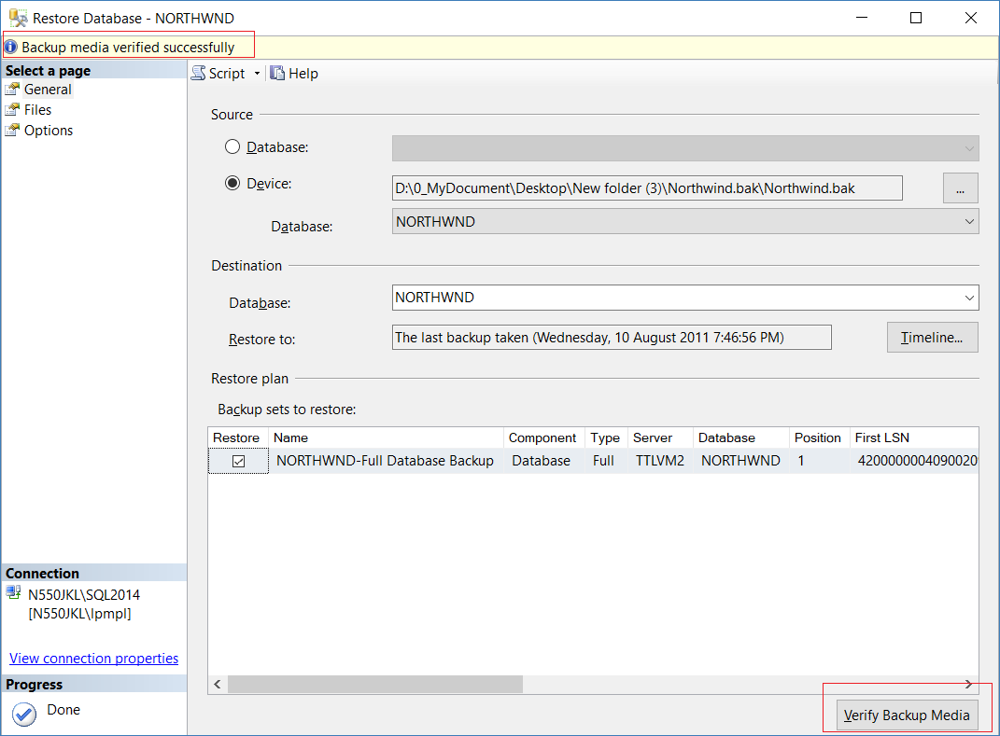 Restore Database - NORTHWND
Backup media verified successfully
Select a page
General
Files
Options
Script Help
Source
Database:
Device: D:\0_MyDocument\Desktop\New folder (3)\Northwind.bak\Northwind.bak ...
Database: NORTHWND
Destination
Database: NORTHWND
Restore to: The last backup taken (Wednesday, 10 August 2011 7:46:56 PM) Timeline...
Restore plan
Backup sets to restore:
Restore Name Component Type Server Database Position First LSN
NORTHWND-Full Database Backup Database Full TTLVM2 NORTHWND 1 4200000004090020
Connection
N550JKL\SQL2014
[N550JKL\lpmpl]
View connection properties
Progress
Done
Verify Backup Media